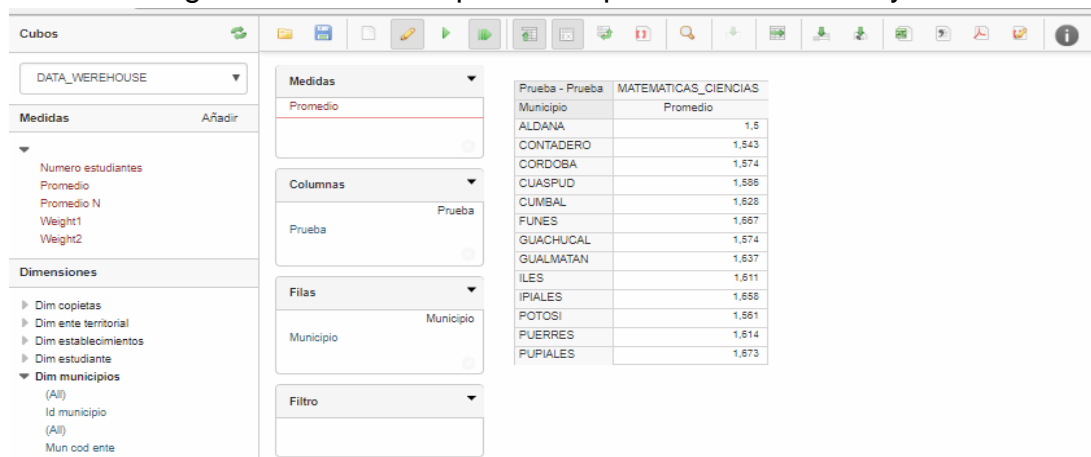 Cubos
DATA_WEREHOUSE
Medidas Añadir
Numero estudiantes
Promedio
Promedio N
Weight1
Weight2
Dimensiones
Dim copietas
Dim ente territorial
Dim establecimientos
Dim estudiante
Dim municipios
(All)
Id municipio
(All)
Mun cod ente
Medidas
Promedio
Columnas
Prueba
Prueba
Filas
Municipio
Municipio
Filtro
Prueba - Prueba MATEMATICAS_CIENCIAS
Municipio Promedio
ALDANA 1,5
CONTADERO 1,543
CORDOBA 1,574
CUASPUD 1,586
CUMBAL 1,628
FUNES 1,667
GUACHUCAL 1,574
GUALMATAN 1,637
ILES 1,611
IPIALES 1,658
POTOSI 1,561
PUERRES 1,614
PUPIALES 1,673